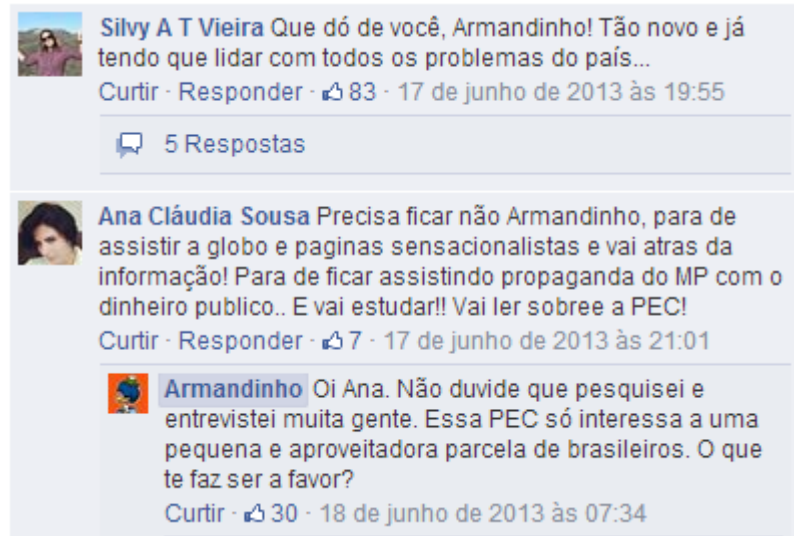 Silvy A T Vieira Que dó de você, Armandinho! Tão novo e já
tendo que lidar com todos os problemas do país...
Curtir · Responder · 83 · 17 de junho de 2013 às 19:55
5 Respostas
Ana Cláudia Sousa Precisa ficar não Armandinho, para de
assistir a globo e paginas sensacionalistas e vai atras da
informação! Para de ficar assistindo propaganda do MP com o
dinheiro publico.. E vai estudar!! Vai ler sobree a PEC!
Curtir · Responder · 7 · 17 de junho de 2013 às 21:01
Armandinho Oi Ana. Não duvide que pesquisei e
entrevistei muita gente. Essa PEC só interessa a uma
pequena e aproveitadora parcela de brasileiros. O que
te faz ser a favor?
Curtir · 30 · 18 de junho de 2013 às 07:34